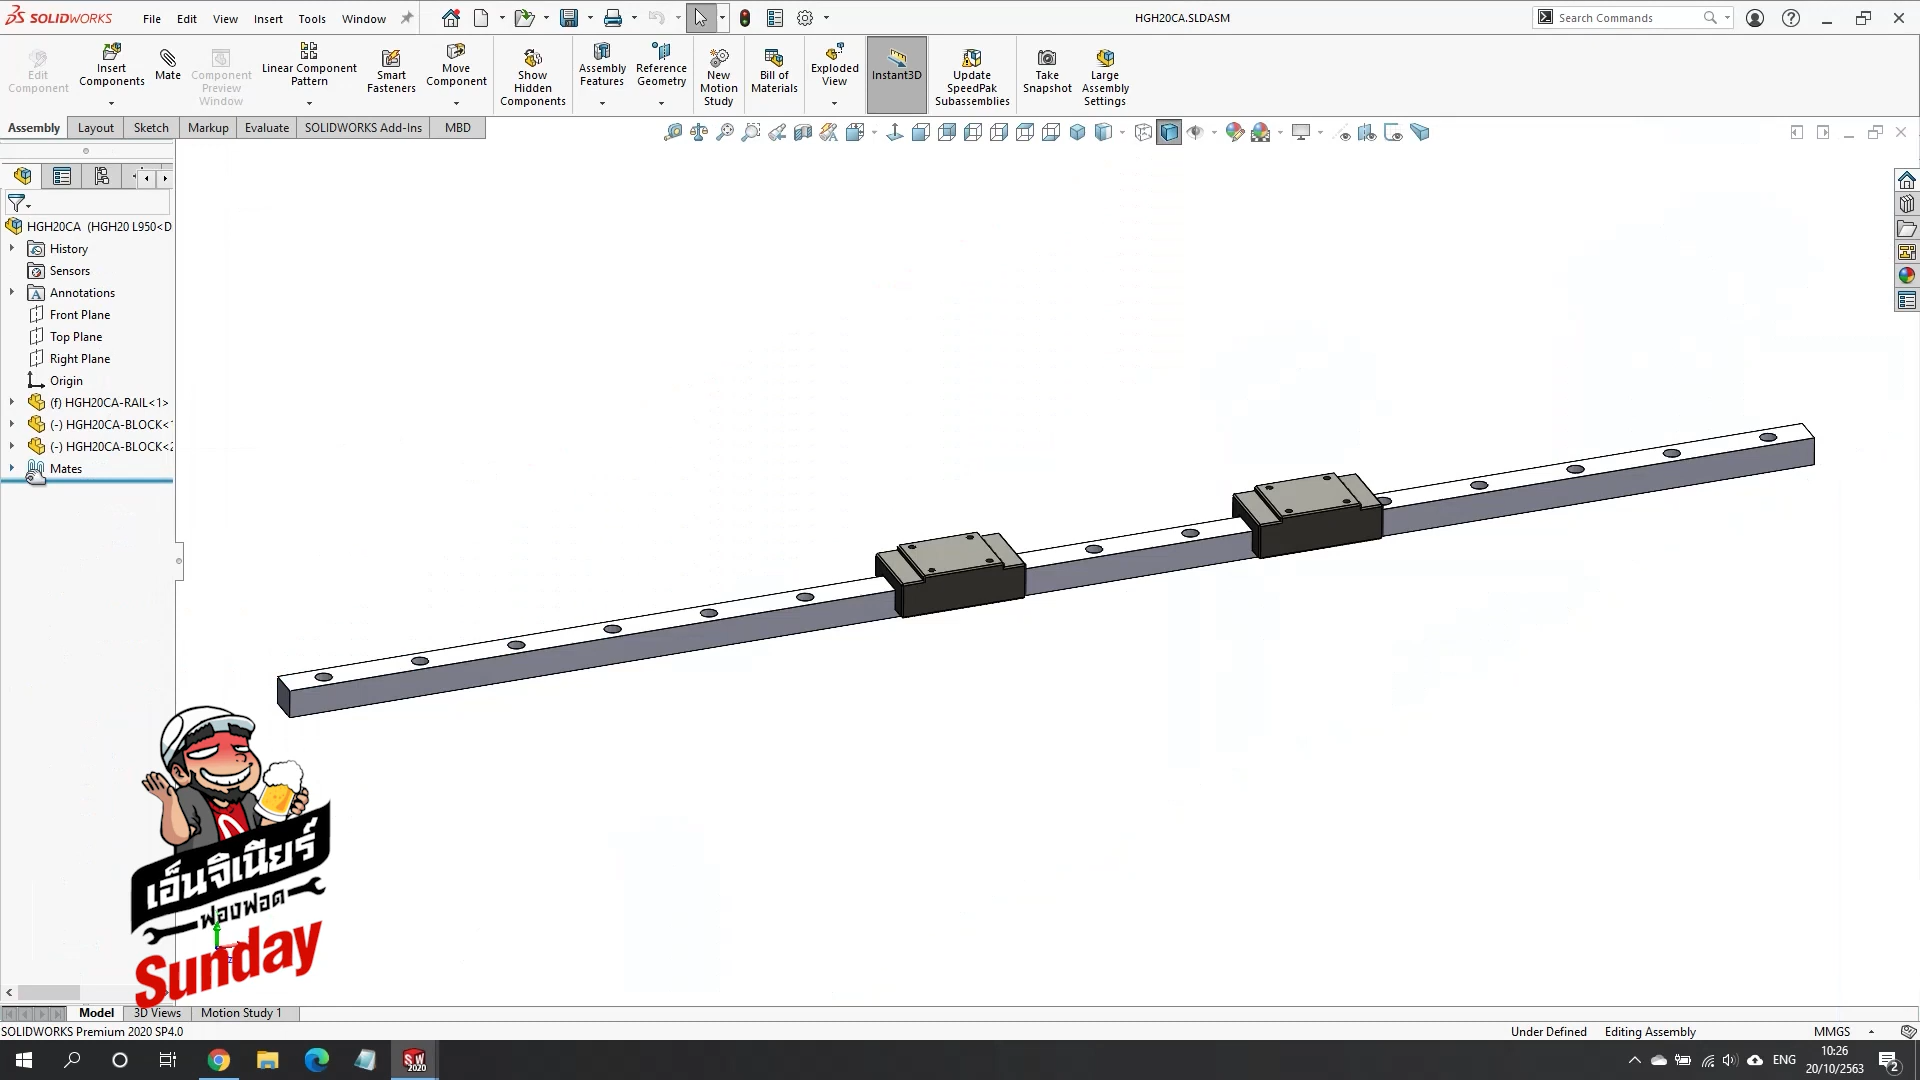 SOLIDWORKS File Edit View Insert Tools Window HGH20CA.SLDASM Search Commands
Edit Component
Insert Components
Mate
Component Preview Window
Linear Component Pattern
Smart Fasteners
Move Component
Show Hidden Components
Assembly Features
Reference Geometry
New Motion Study
Bill of Materials
Exploded View
Instant3D
Update SpeedPak Subassemblies
Take Snapshot
Large Assembly Settings
Assembly Layout Sketch Markup Evaluate SOLIDWORKS Add-Ins MBD
HGH20CA (HGH20 L950<D
History
Sensors
Annotations
Front Plane
Top Plane
Right Plane
Origin
(f) HGH20CA-RAIL<1>
(-) HGH20CA-BLOCK<1
(-) HGH20CA-BLOCK<2
Mates
เอ็นจิเนียร์
ฟองฟอด
Sunday
Model 3D Views Motion Study 1
SOLIDWORKS Premium 2020 SP4.0 Under Defined Editing Assembly MMGS
SW 2020
ENG
10:26
20/10/2563
2